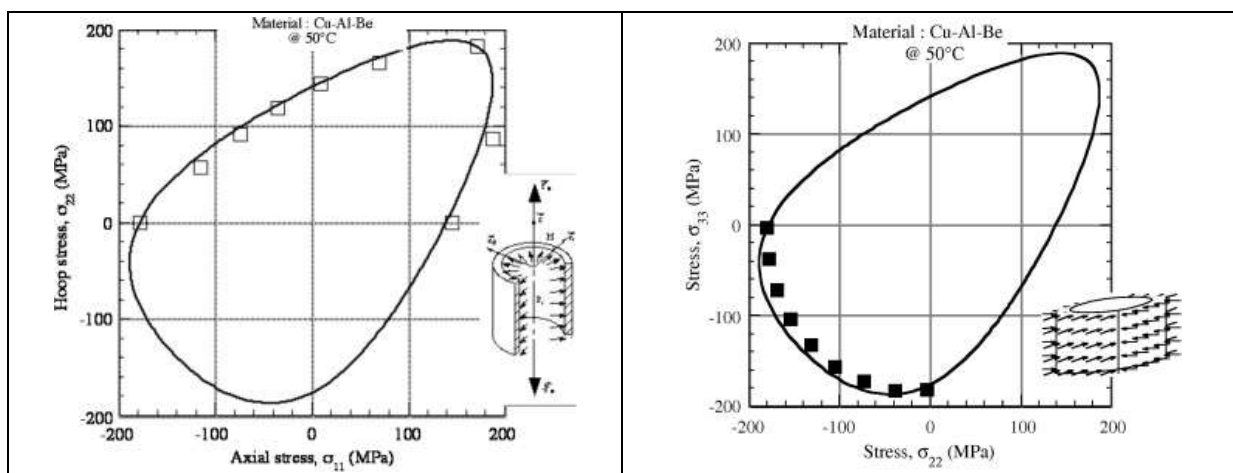 Material : Cu-Al-Be
@ 50°C
200
100
0
-100
-200
Hoop stress, σ22 (MPa)
-200 -100 0 100 200
Axial stress, σ11 (MPa)
Material : Cu-Al-Be
@ 50°C
200
150
100
50
0
-100
-200
Stress, σ33 (MPa)
-200 -100 0 100 200
Stress, σ22 (MPa)